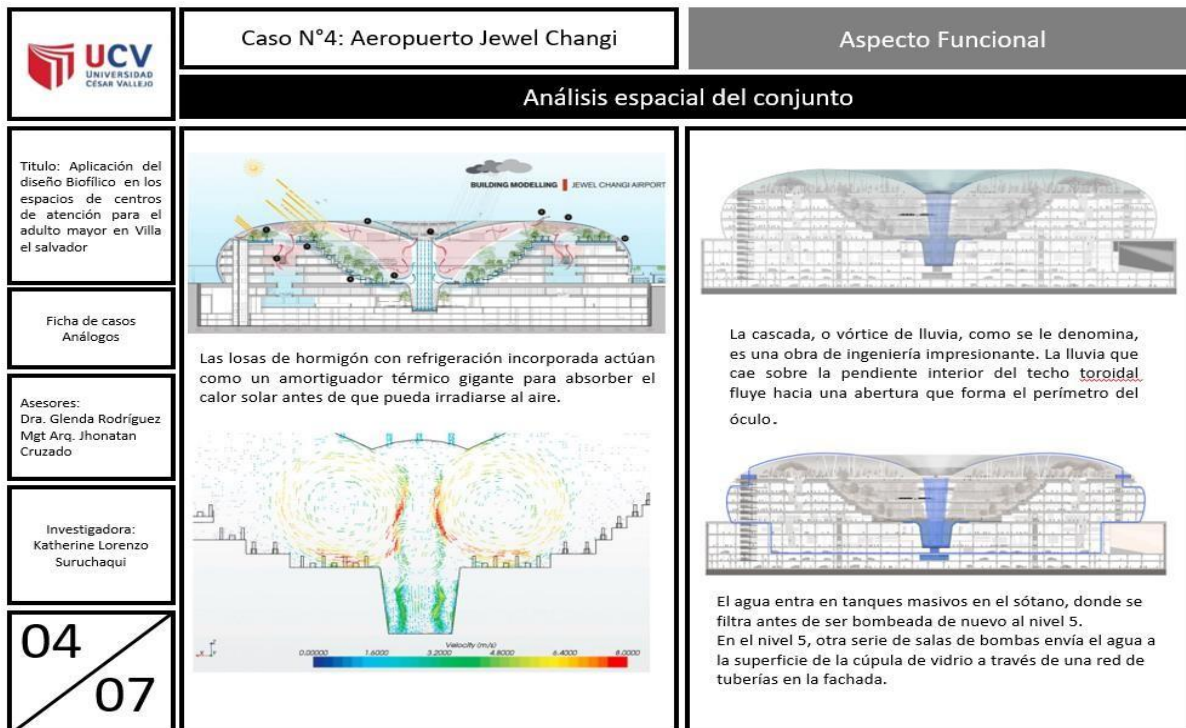 UCV
UNIVERSIDAD
CÉSAR VALLEJO
Caso N°4: Aeropuerto Jewel Changi
Aspecto Funcional
Análisis espacial del conjunto
Titulo: Aplicación del
diseño Biofílico en los
espacios de centros
de atención para el
adulto mayor en Villa
el salvador
Ficha de casos
Análogos
Asesores:
Dra. Glenda Rodríguez
Mgt Arq. Jhonatan
Cruzado
Investigadora:
Katherine Lorenzo
Suruchaqui
04
07
BUILDING MODELLING JEWEL CHANGI AIRPORT
Las losas de hormigón con refrigeración incorporada actúan
como un amortiguador térmico gigante para absorber el
calor solar antes de que pueda irradiarse al aire.
Velocity (m/s)
0.00000 1.6000 3.2000 4.8000 6.4000 8.0000
La cascada, o vórtice de lluvia, como se le denomina,
es una obra de ingeniería impresionante. La lluvia que
cae sobre la pendiente interior del techo toroidal
fluye hacia una abertura que forma el perímetro del
óculo.
El agua entra en tanques masivos en el sótano, donde se
filtra antes de ser bombeada de nuevo al nivel 5.
En el nivel 5, otra serie de salas de bombas envía el agua a
la superficie de la cúpula de vidrio a través de una red de
tuberías en la fachada.